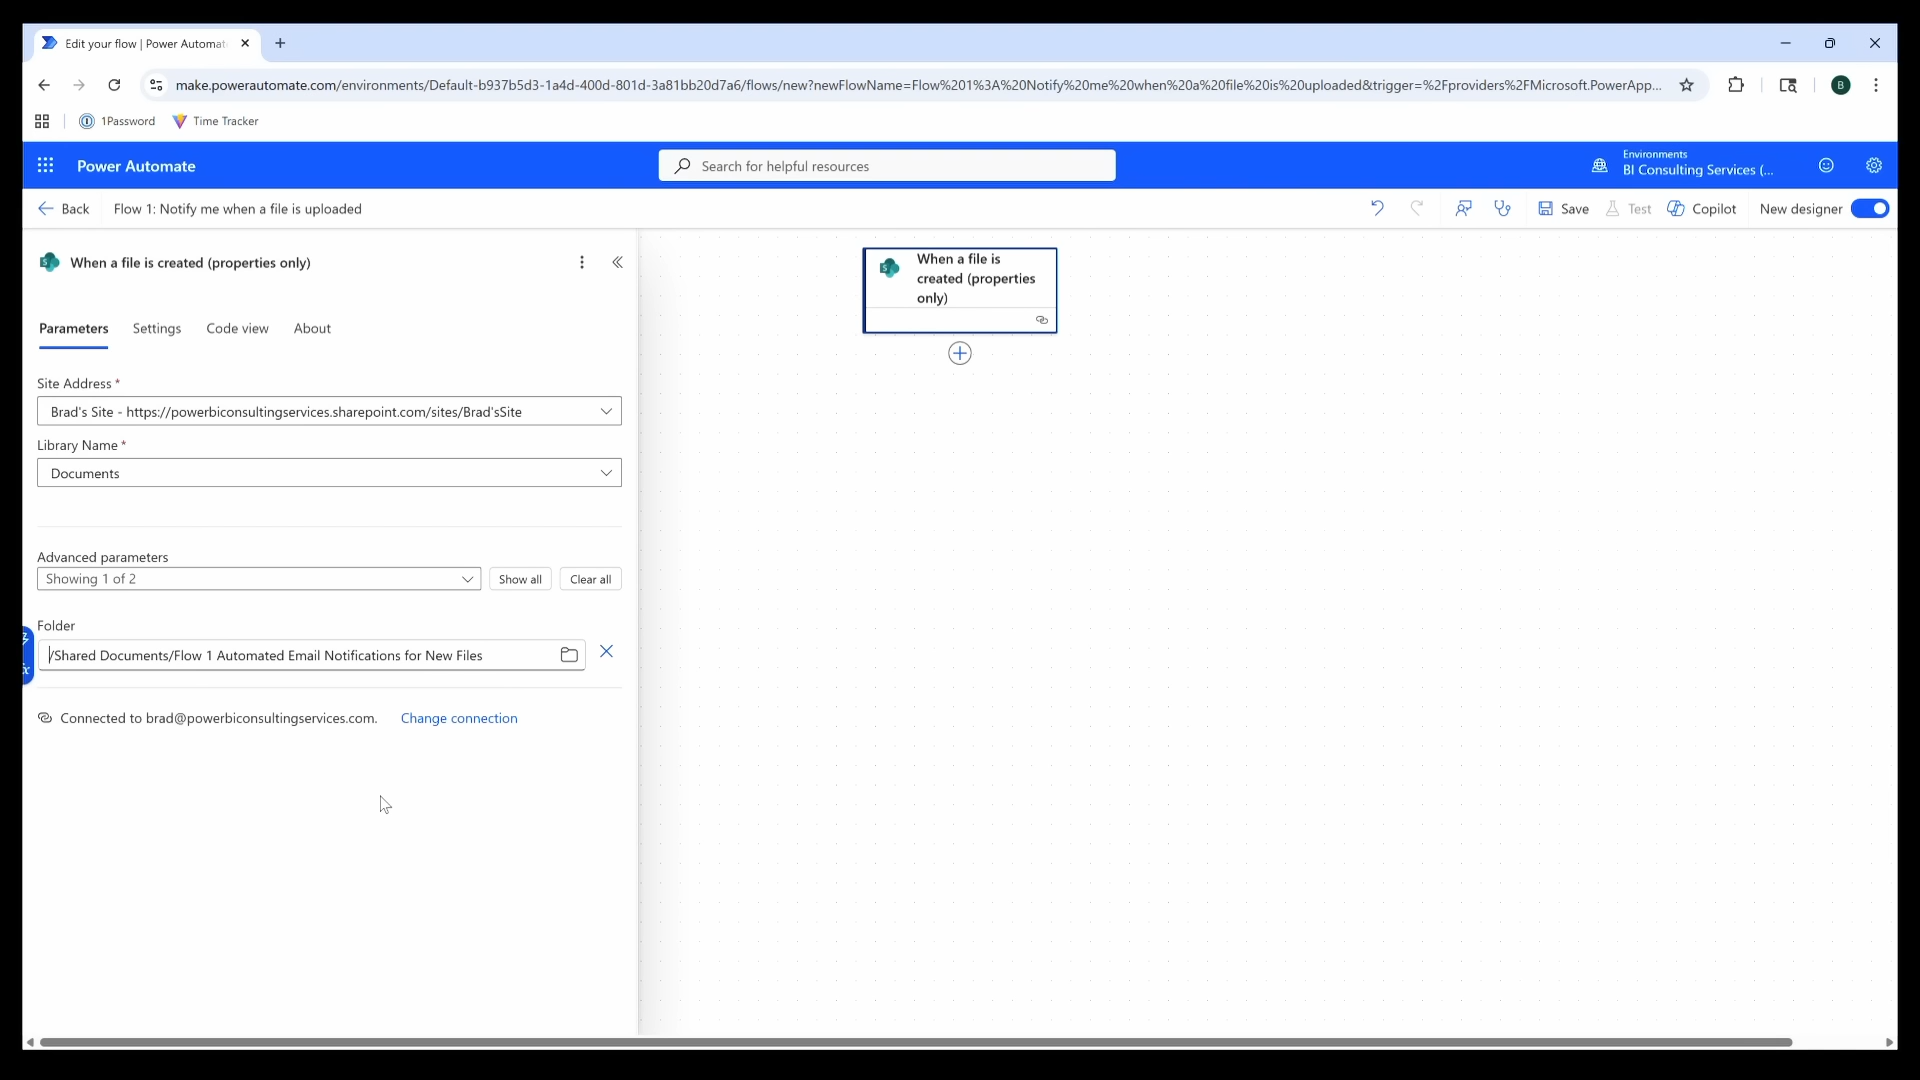 Edit your flow | Power Automat
make.powerautomate.com/environments/Default-b937b5d3-1a4d-400d-801d-3a81bb20d7a6/flows/new?newFlowName=Flow%201%3A%20Notify%20me%20when%20a%20file%20is%20uploaded&trigger=%2Fproviders%2FMicrosoft.PowerApp...
B
1Password
Time Tracker
Power Automate
Search for helpful resources
Environments
BI Consulting Services (...
Back
Flow 1: Notify me when a file is uploaded
Save
Test
Copilot
New designer
When a file is created (properties only)
Parameters
Settings
Code view
About
Site Address *
Brad's Site - https://powerbiconsultingservices.sharepoint.com/sites/Brad'sSite
Library Name *
Documents
Advanced parameters
Showing 1 of 2
Show all
Clear all
Folder
/Shared Documents/Flow 1 Automated Email Notifications for New Files
Connected to brad@powerbiconsultingservices.com.
Change connection
When a file is
created (properties
only)